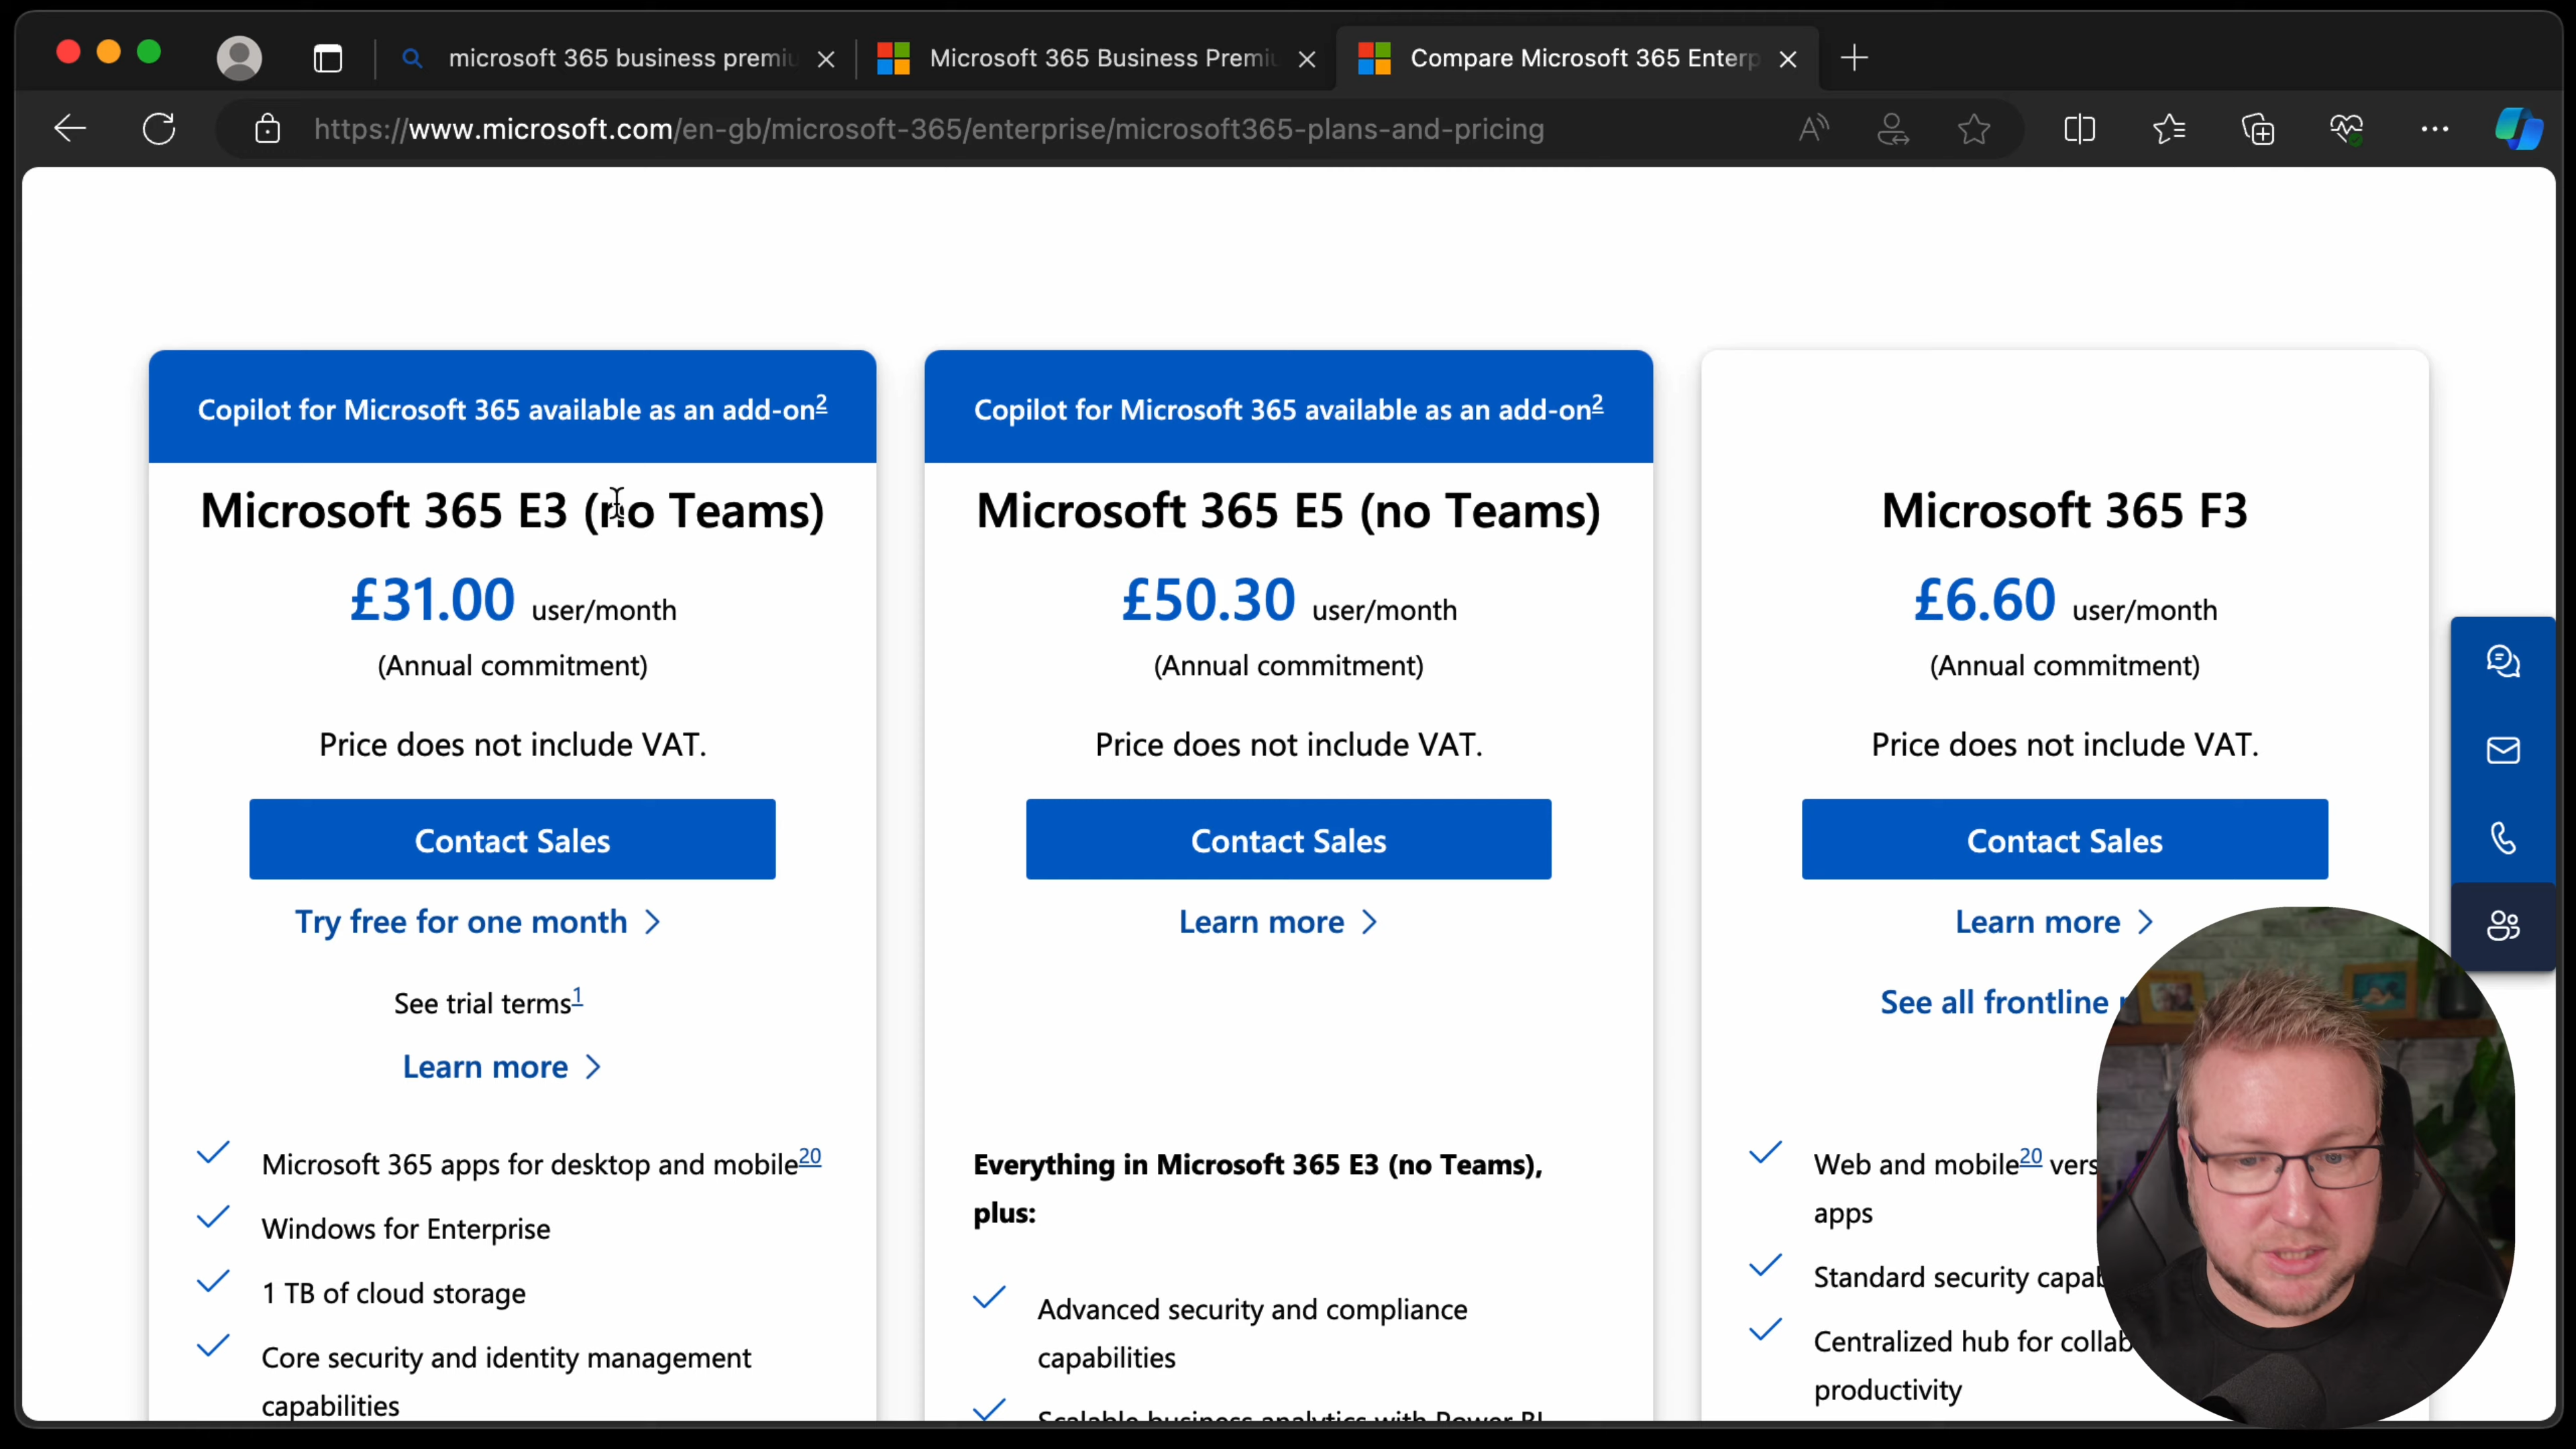 microsoft 365 business premiu
Microsoft 365 Business Premiu
Compare Microsoft 365 Enterp
https://www.microsoft.com/en-gb/microsoft-365/enterprise/microsoft365-plans-and-pricing
Copilot for Microsoft 365 available as an add-on2
Microsoft 365 E3 (no Teams)
£31.00 user/month
(Annual commitment)
Price does not include VAT.
Contact Sales
Try free for one month
See trial terms1
Learn more
Microsoft 365 apps for desktop and mobile20
Windows for Enterprise
1 TB of cloud storage
Core security and identity management
capabilities
Copilot for Microsoft 365 available as an add-on2
Microsoft 365 E5 (no Teams)
£50.30 user/month
(Annual commitment)
Price does not include VAT.
Contact Sales
Learn more
Everything in Microsoft 365 E3 (no Teams),
plus:
Advanced security and compliance
capabilities
Scalable business analytics with Power BI
Microsoft 365 F3
£6.60 user/month
(Annual commitment)
Price does not include VAT.
Contact Sales
Learn more
See all frontline
Web and mobile20 vers
apps
Standard security capab
Centralized hub for collab
productivity